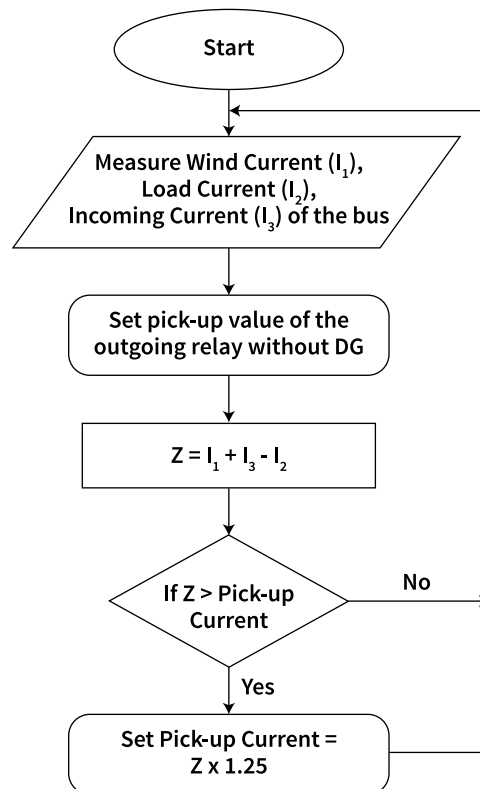 Start
Measure Wind Current (I₁),
Load Current (I₂),
Incoming Current (I₃) of the bus
Set pick-up value of the
outgoing relay without DG
Z = I₁ + I₃ - I₂
If Z > Pick-up
Current
No
Yes
Set Pick-up Current =
Z x 1.25